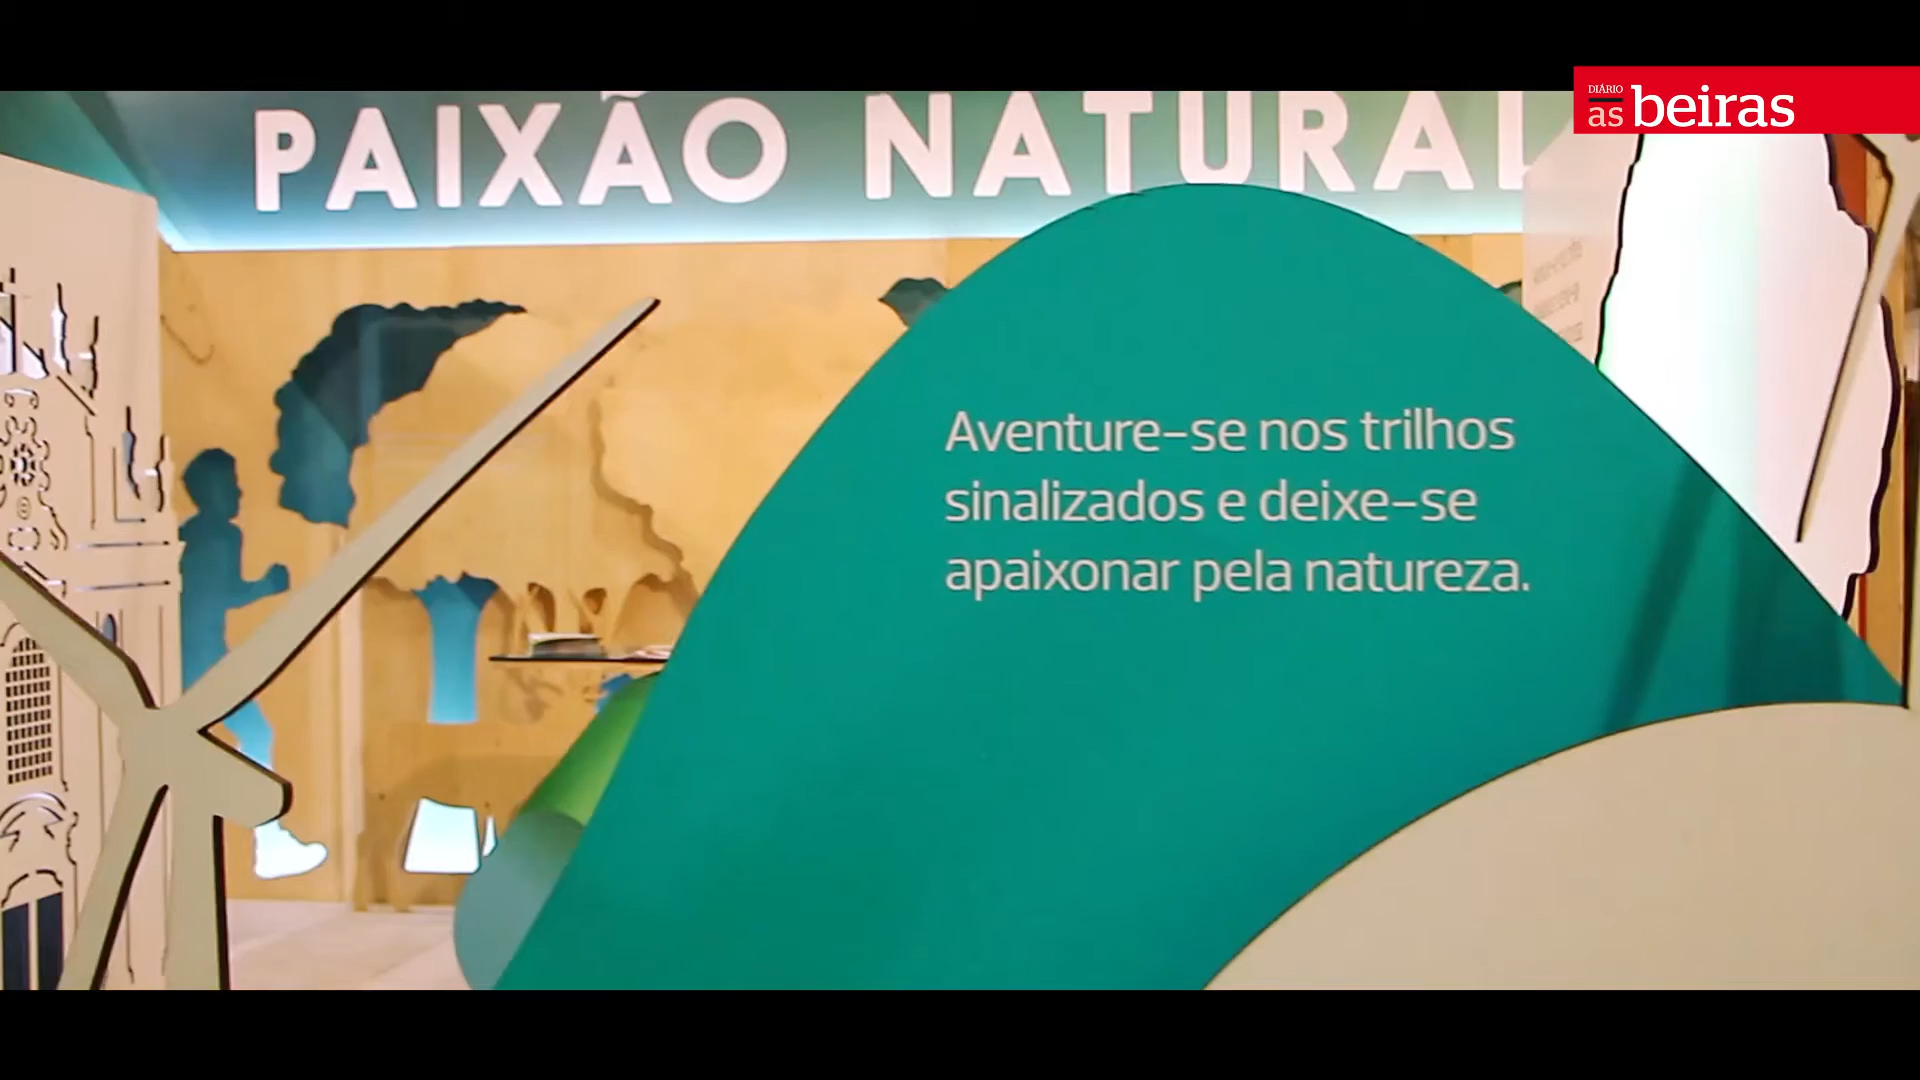 PAIXÃO NATURAL
DIÁRIO
as beiras
Aventure-se nos trilhos
sinalizados e deixe-se
apaixonar pela natureza.